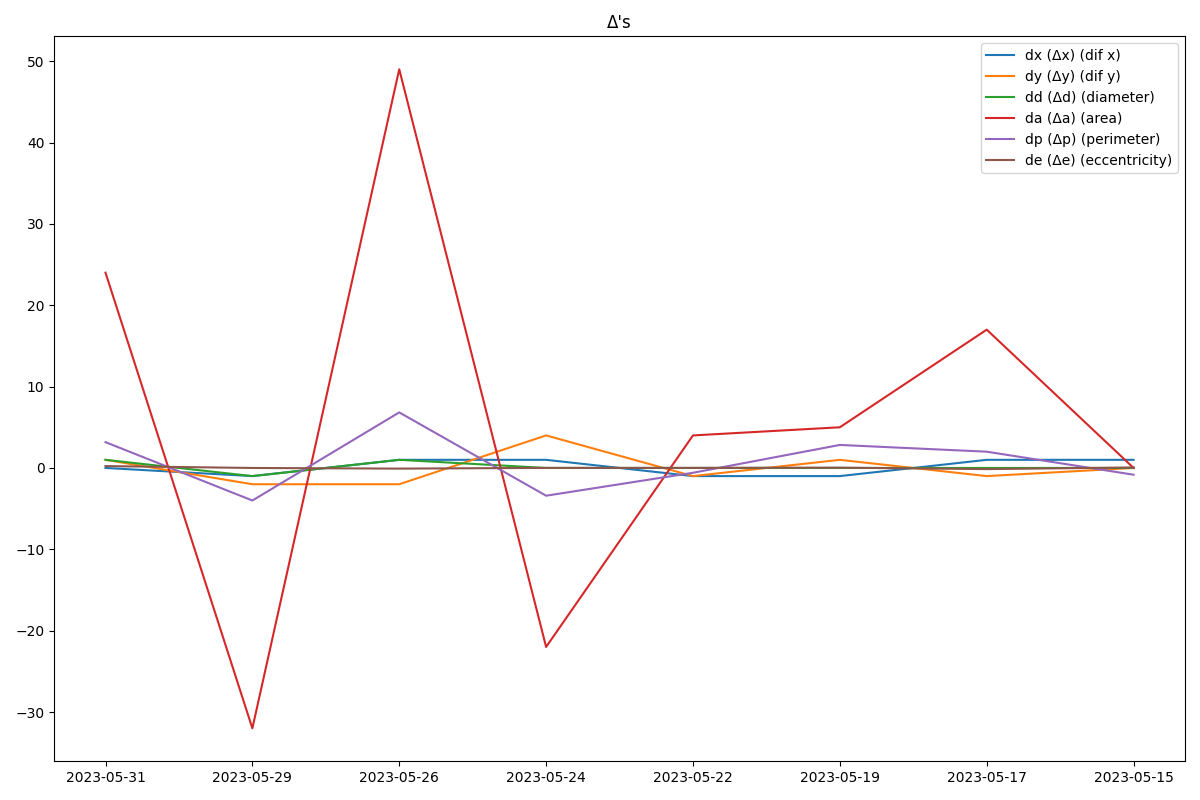 Δ's
dx (Δx) (dif x)
dy (Δy) (dif y)
dd (Δd) (diameter)
da (Δa) (area)
dp (Δp) (perimeter)
de (Δe) (eccentricity)
50
40
30
20
10
0
−10
−20
−30
2023-05-31 2023-05-29 2023-05-26 2023-05-24 2023-05-22 2023-05-19 2023-05-17 2023-05-15